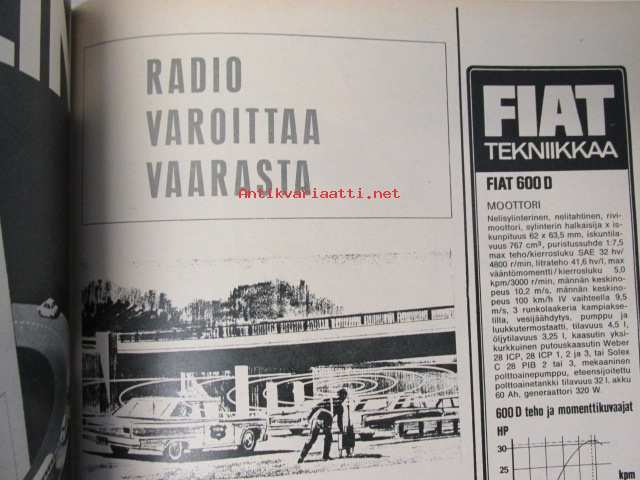 RADIO
VAROITTAA
VAARASTA
Antikvariaatti.net
FIAT
TEKNIIKKAA
FIAT 600 D
MOOTTORI
Nelisylinterinen, nelitahtinen, rivi-
moottori, sylinterin halkaisija x is-
kunpituus 62 x 63,5 mm, iskuntila-
vuus 767 cm³, puristussuhde 1:7,5
max teho/kierrosluku SAE 32 hv/
4800 r/min, litrateho 41,6 hv/l, max
vääntömomentti/kierrosluku 5,0
kpm/3000 r/min, männän keskino-
peus 10,2 m/s, männän keskino-
peus 100 km/h IV vaihteella 9,5
m/s, 3 runkolaakeria kampiakse-
lilla, vesijäähdytys, pumppu ja
luukkutermostaatti, tilavuus 4,5 l,
öljytilavuus 3,25 l, kaasutin yksi-
kurkkuinen putouskaasutin Weber
28 ICP, 28 ICP 1, 2 ja 3, tai Solex
C 28 PIB 2 tai 3, mekaaninen
polttoainepumppu, eteensijoitettu
polttoainetankki tilavuus 32 l. akku
60 Ah, generaattori 320 W.
600 D teho ja momenttikuvaajat
HP
30
25
kpm